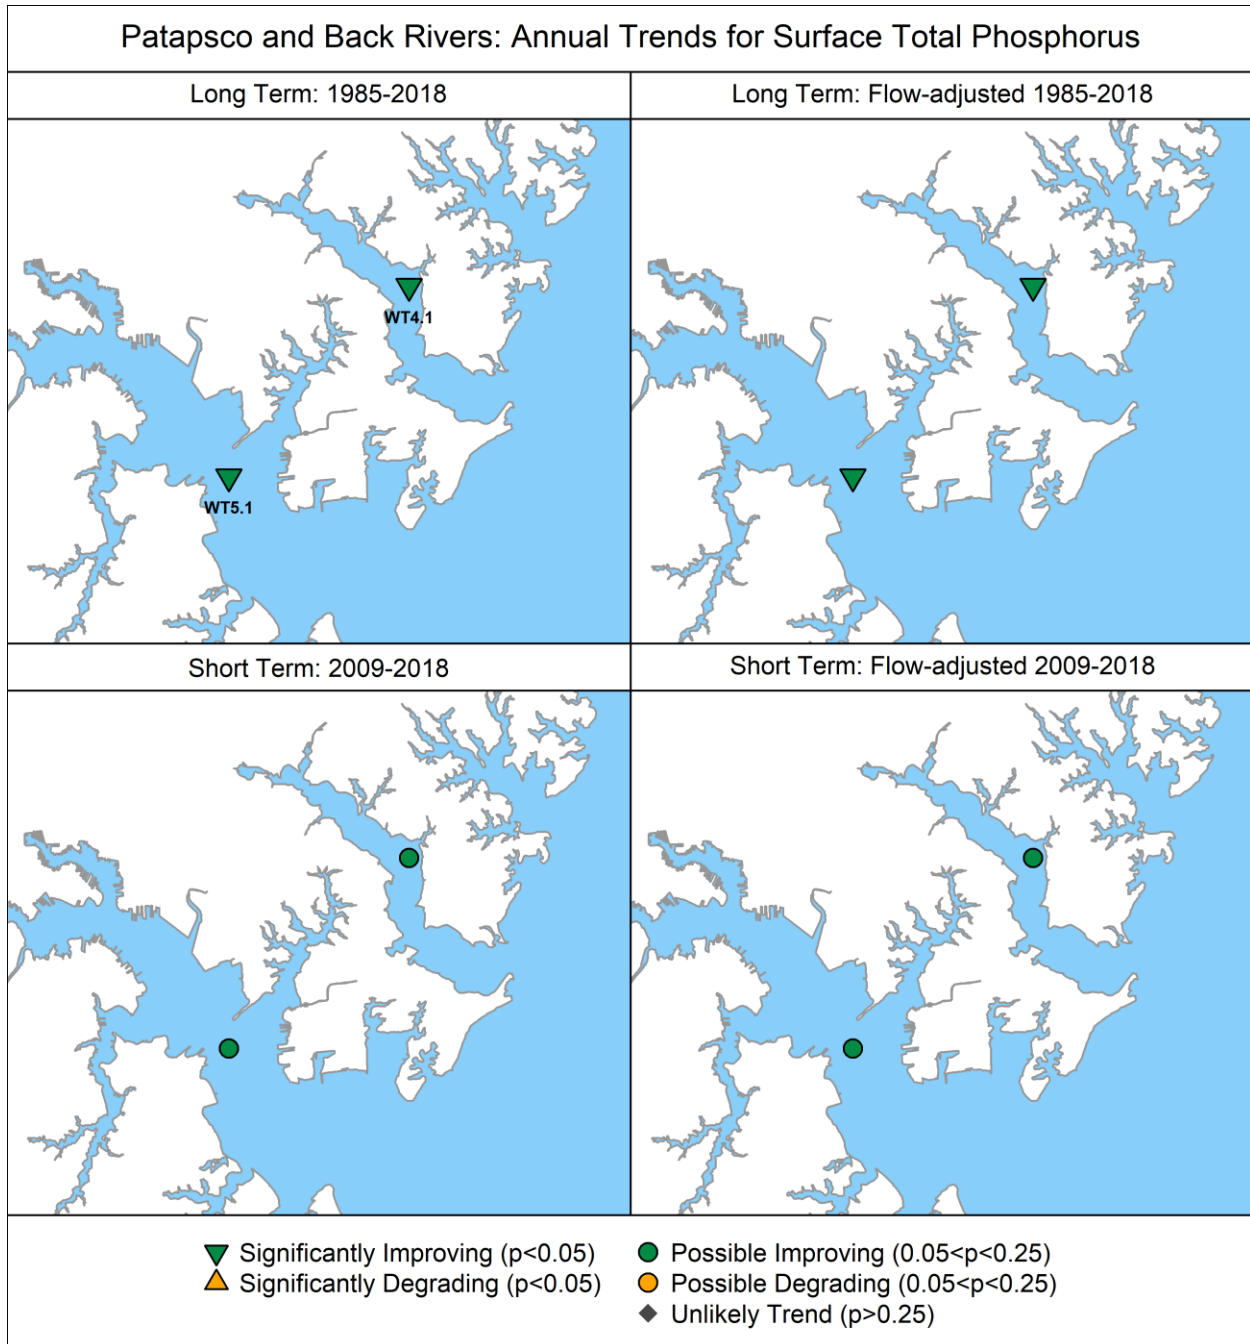 Patapsco and Back Rivers: Annual Trends for Surface Total Phosphorus
Long Term: 1985-2018
Long Term: Flow-adjusted 1985-2018
WT4.1
WT5.1
Short Term: 2009-2018
Short Term: Flow-adjusted 2009-2018
Significantly Improving (p<0.05)
Significantly Degrading (p<0.05)
Possible Improving (0.05<p<0.25)
Possible Degrading (0.05<p<0.25)
Unlikely Trend (p>0.25)